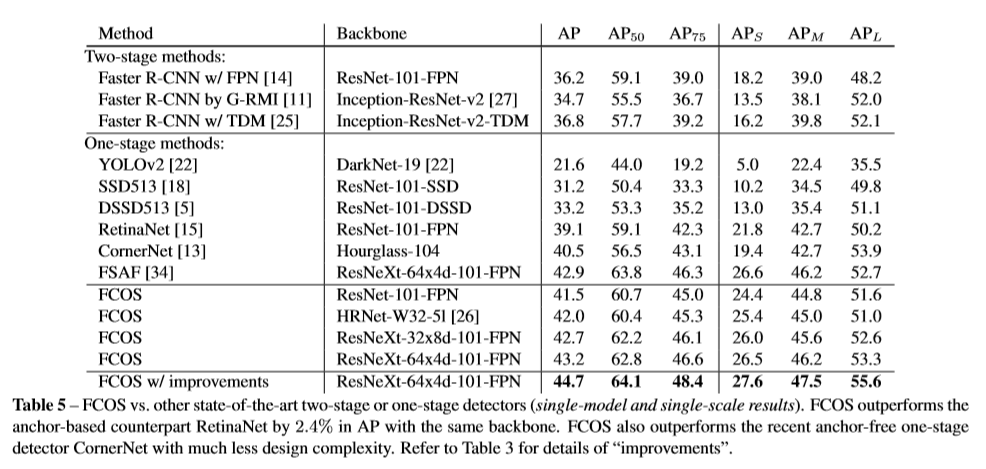 Method Backbone AP AP50 AP75 APS APM APL
Two-stage methods:
Faster R-CNN w/ FPN [14] ResNet-101-FPN 36.2 59.1 39.0 18.2 39.0 48.2
Faster R-CNN by G-RMI [11] Inception-ResNet-v2 [27] 34.7 55.5 36.7 13.5 38.1 52.0
Faster R-CNN w/ TDM [25] Inception-ResNet-v2-TDM 36.8 57.7 39.2 16.2 39.8 52.1
One-stage methods:
YOLOv2 [22] DarkNet-19 [22] 21.6 44.0 19.2 5.0 22.4 35.5
SSD513 [18] ResNet-101-SSD 31.2 50.4 33.3 10.2 34.5 49.8
DSSD513 [5] ResNet-101-DSSD 33.2 53.3 35.2 13.0 35.4 51.1
RetinaNet [15] ResNet-101-FPN 39.1 59.1 42.3 21.8 42.7 50.2
CornerNet [13] Hourglass-104 40.5 56.5 43.1 19.4 42.7 53.9
FSAF [34] ResNeXt-64x4d-101-FPN 42.9 63.8 46.3 26.6 46.2 52.7
FCOS ResNet-101-FPN 41.5 60.7 45.0 24.4 44.8 51.6
FCOS HRNet-W32-5l [26] 42.0 60.4 45.3 25.4 45.0 51.0
FCOS ResNeXt-32x8d-101-FPN 42.7 62.2 46.1 26.0 45.6 52.6
FCOS ResNeXt-64x4d-101-FPN 43.2 62.8 46.6 26.5 46.2 53.3
FCOS w/ improvements ResNeXt-64x4d-101-FPN 44.7 64.1 48.4 27.6 47.5 55.6
Table 5 – FCOS vs. other state-of-the-art two-stage or one-stage detectors (single-model and single-scale results). FCOS outperforms the
anchor-based counterpart RetinaNet by 2.4% in AP with the same backbone. FCOS also outperforms the recent anchor-free one-stage
detector CornerNet with much less design complexity. Refer to Table 3 for details of “improvements”.